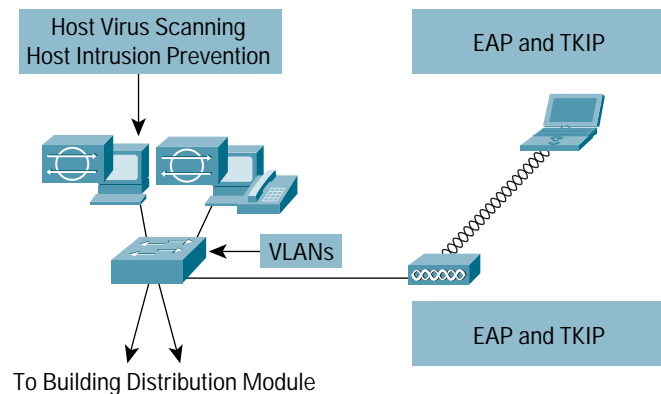 Host Virus Scanning
Host Intrusion Prevention
EAP and TKIP
VLANs
EAP and TKIP
To Building Distribution Module